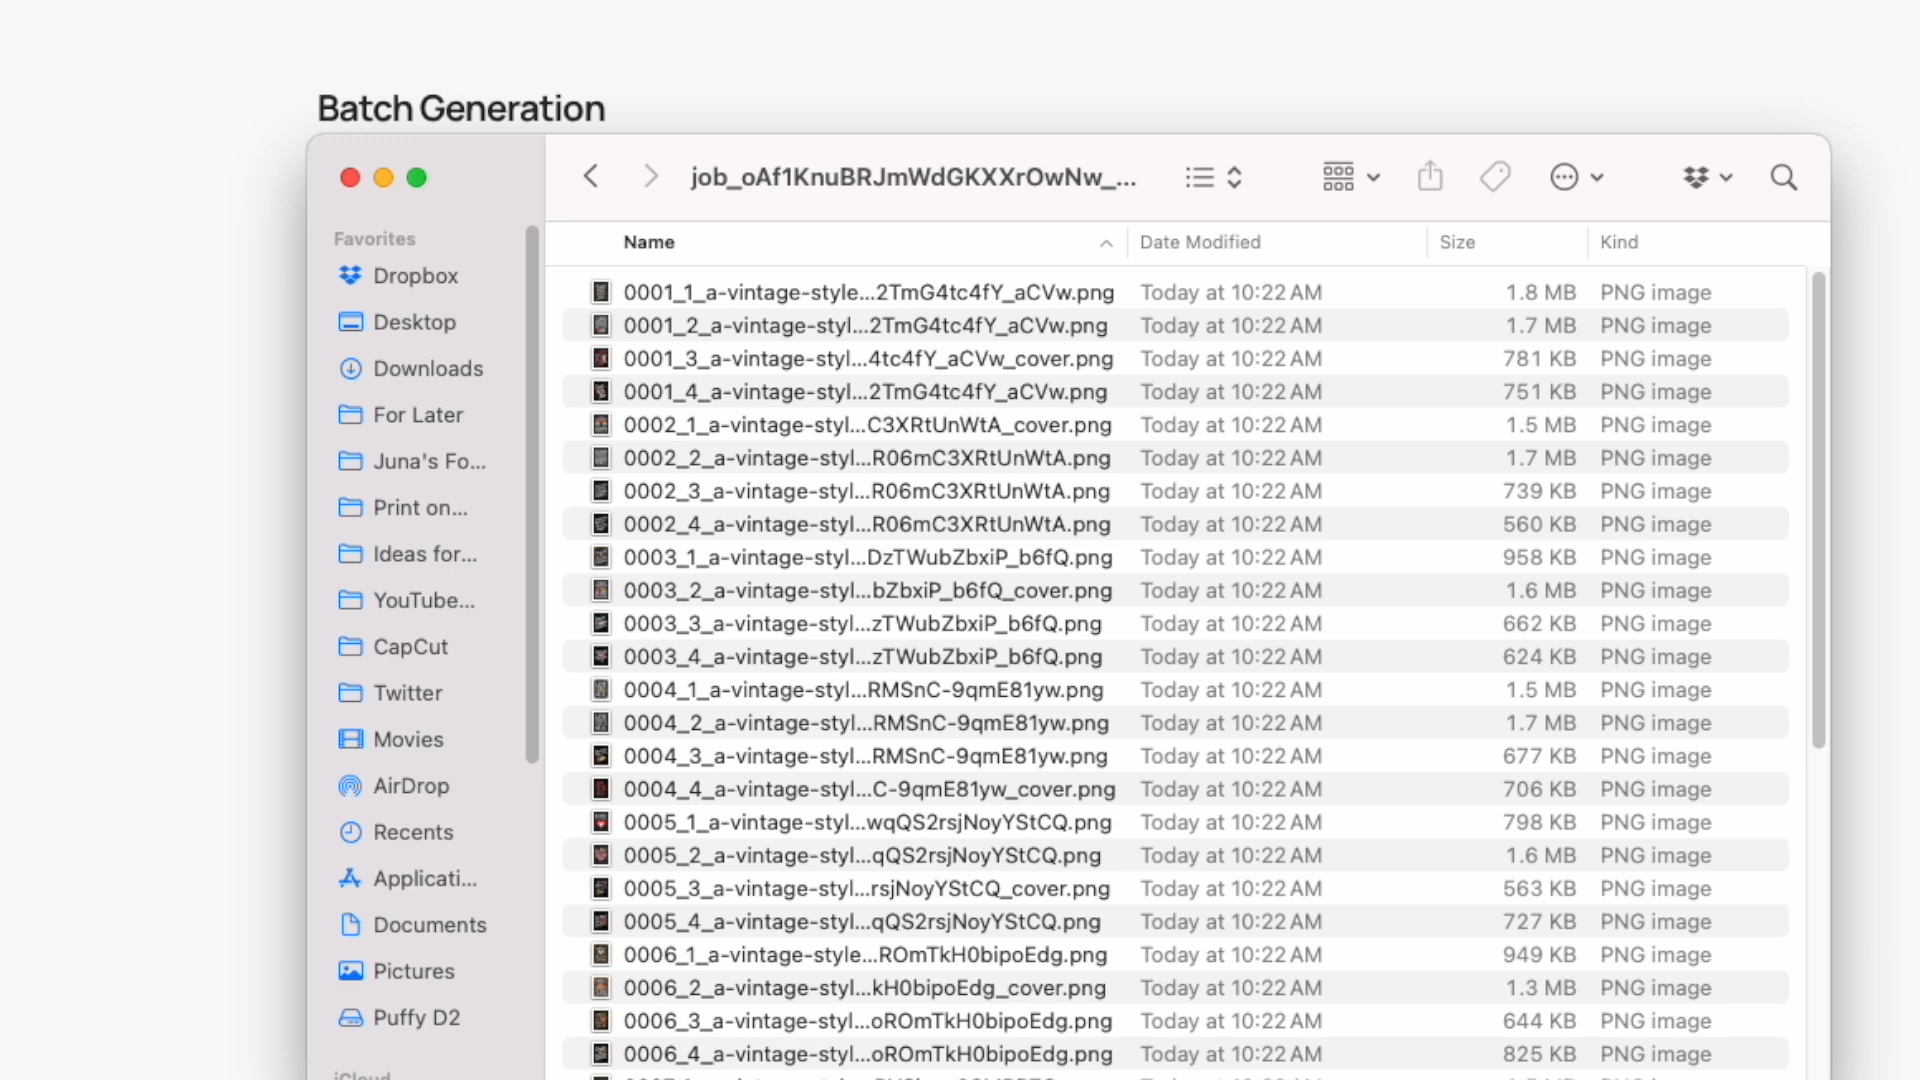 Batch Generation
job_oAf1KnuBRJmWdGKXXrOwNw_...
Favorites
Dropbox
Desktop
Downloads
For Later
Juna's Fo...
Print on...
Ideas for...
YouTube...
CapCut
Twitter
Movies
AirDrop
Recents
Applicati...
Documents
Pictures
Puffy D2
iCloud
Name Date Modified Size Kind
0001_1_a-vintage-style...2TmG4tc4fY_aCVw.png Today at 10:22 AM 1.8 MB PNG image
0001_2_a-vintage-styl...2TmG4tc4fY_aCVw.png Today at 10:22 AM 1.7 MB PNG image
0001_3_a-vintage-styl...4tc4fY_aCVw_cover.png Today at 10:22 AM 781 KB PNG image
0001_4_a-vintage-styl...2TmG4tc4fY_aCVw.png Today at 10:22 AM 751 KB PNG image
0002_1_a-vintage-styl...C3XRtUnWtA_cover.png Today at 10:22 AM 1.5 MB PNG image
0002_2_a-vintage-styl...R06mC3XRtUnWtA.png Today at 10:22 AM 1.7 MB PNG image
0002_3_a-vintage-styl...R06mC3XRtUnWtA.png Today at 10:22 AM 739 KB PNG image
0002_4_a-vintage-styl...R06mC3XRtUnWtA.png Today at 10:22 AM 560 KB PNG image
0003_1_a-vintage-styl...DzTWubZbxiP_b6fQ.png Today at 10:22 AM 958 KB PNG image
0003_2_a-vintage-styl...bZbxiP_b6fQ_cover.png Today at 10:22 AM 1.6 MB PNG image
0003_3_a-vintage-styl...zTWubZbxiP_b6fQ.png Today at 10:22 AM 662 KB PNG image
0003_4_a-vintage-styl...zTWubZbxiP_b6fQ.png Today at 10:22 AM 624 KB PNG image
0004_1_a-vintage-styl...RMSnC-9qmE81yw.png Today at 10:22 AM 1.5 MB PNG image
0004_2_a-vintage-styl...RMSnC-9qmE81yw.png Today at 10:22 AM 1.7 MB PNG image
0004_3_a-vintage-styl...RMSnC-9qmE81yw.png Today at 10:22 AM 677 KB PNG image
0004_4_a-vintage-styl...C-9qmE81yw_cover.png Today at 10:22 AM 706 KB PNG image
0005_1_a-vintage-styl...wqQS2rsjNoyYStCQ.png Today at 10:22 AM 798 KB PNG image
0005_2_a-vintage-styl...qQS2rsjNoyYStCQ.png Today at 10:22 AM 1.6 MB PNG image
0005_3_a-vintage-styl...rsjNoyYStCQ_cover.png Today at 10:22 AM 563 KB PNG image
0005_4_a-vintage-styl...qQS2rsjNoyYStCQ.png Today at 10:22 AM 727 KB PNG image
0006_1_a-vintage-style...ROmTkH0bipoEdg.png Today at 10:22 AM 949 KB PNG image
0006_2_a-vintage-styl...kH0bipoEdg_cover.png Today at 10:22 AM 1.3 MB PNG image
0006_3_a-vintage-styl...oROmTkH0bipoEdg.png Today at 10:22 AM 644 KB PNG image
0006_4_a-vintage-styl...oROmTkH0bipoEdg.png Today at 10:22 AM 825 KB PNG image